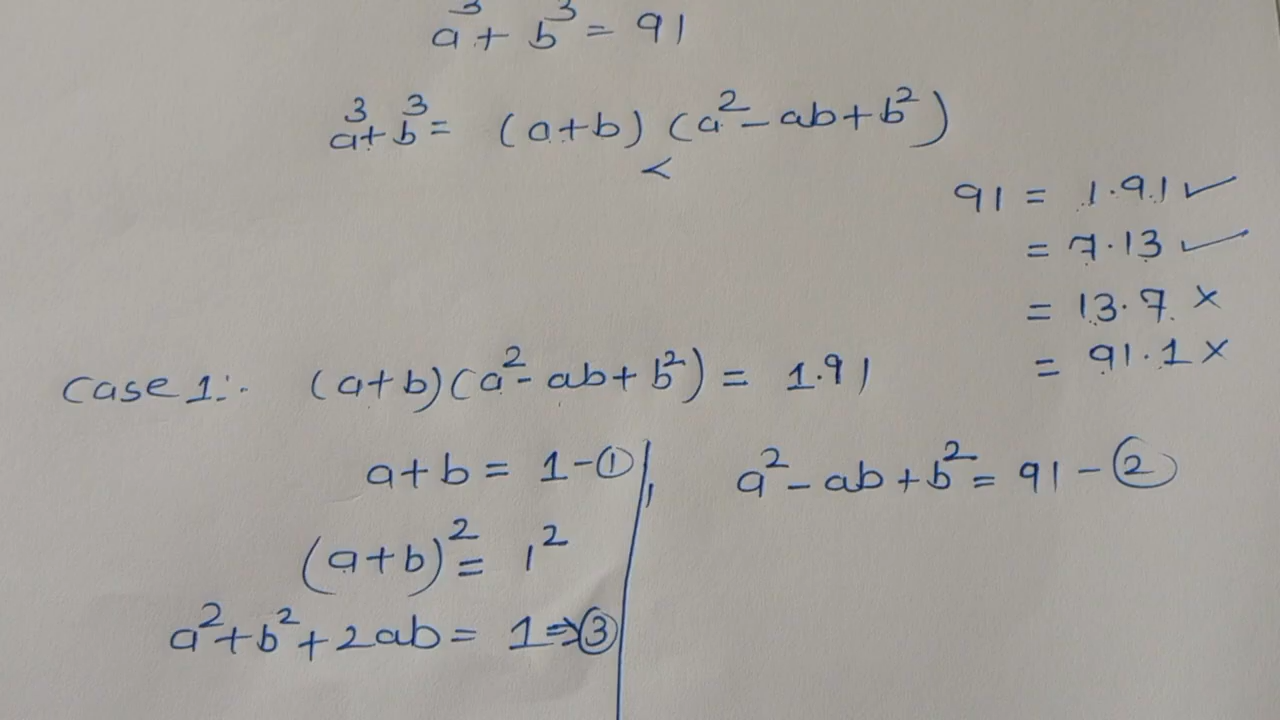 a³ + b³ = 91
a³ + b³ = (a+b) (a² - ab + b²)
<
91 = 1.91 ✓
= 7.13 ✓
= 13.7 ×
= 91.1 ×
Case 1:- (a+b)(a² - ab + b²) = 1.91
a+b = 1 - ①, a² - ab + b² = 91 - ②
(a+b)² = 1²
a² + b² + 2ab = 1 ⇒ ③